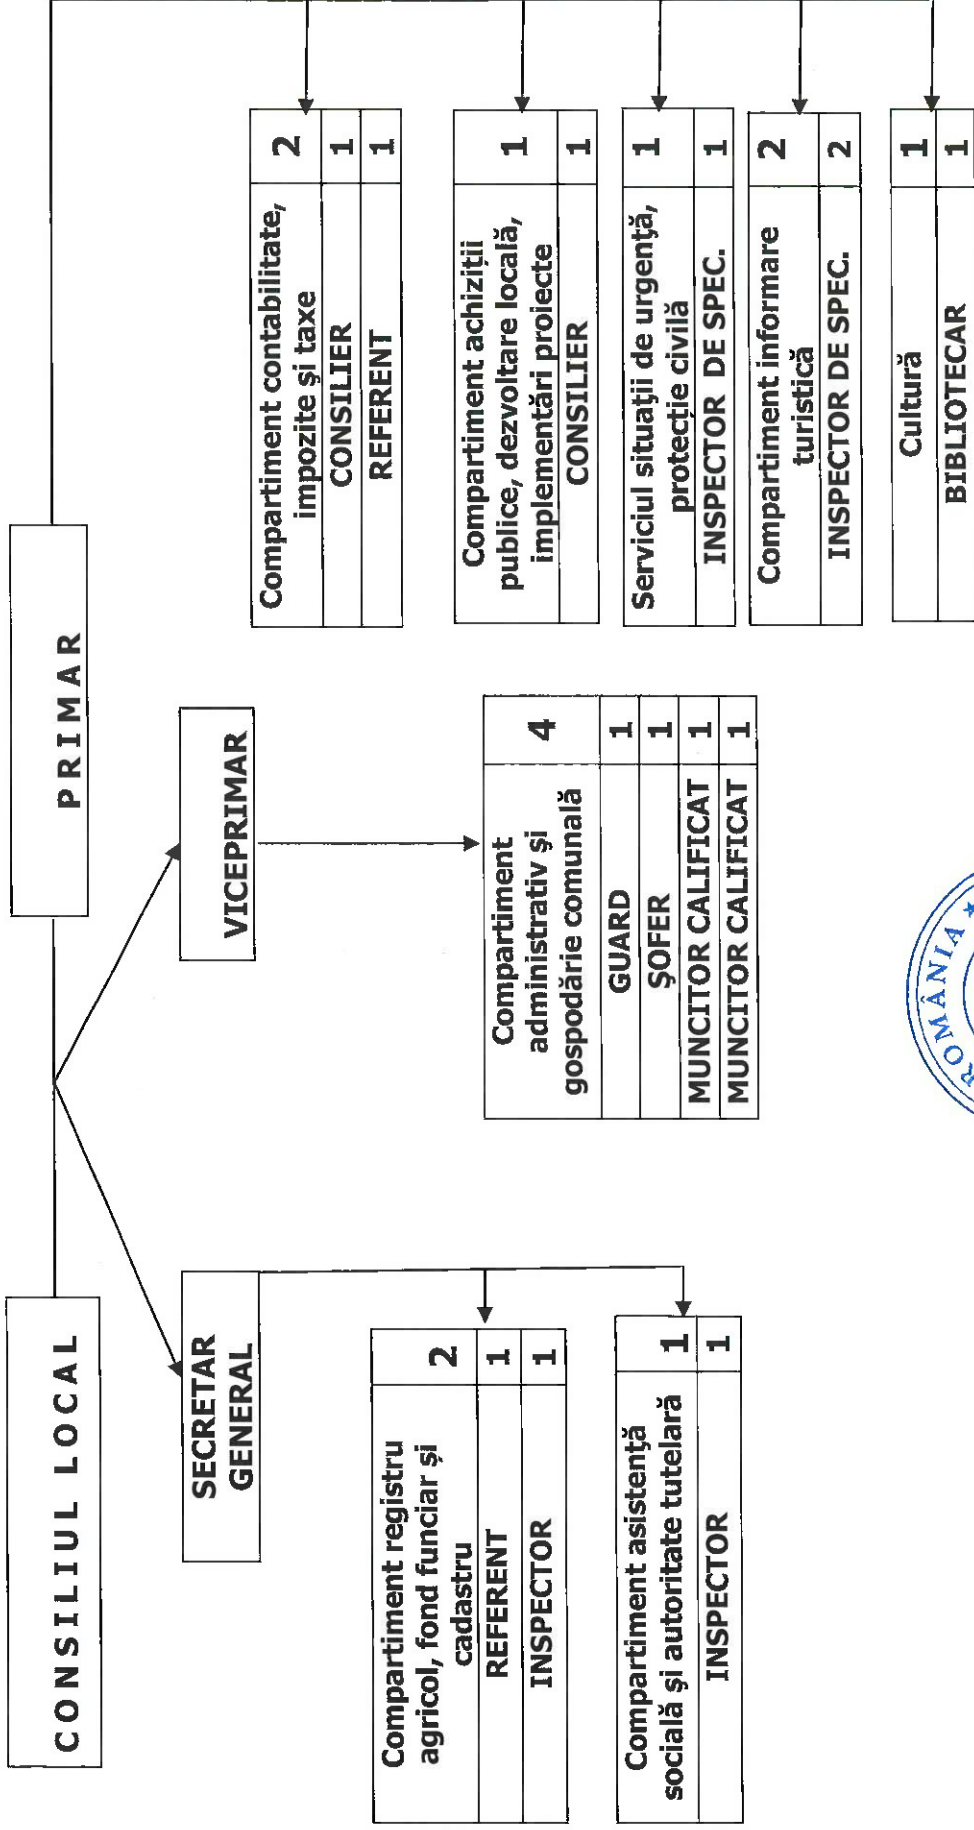 CONSILIUL LOCAL
PRIMAR
SECRETAR
GENERAL
VICEPRIMAR
Compartiment registru
agricol, fond funciar și
cadastru
2
REFERENT 1
INSPECTOR 1
Compartiment asistență
socială și autoritate tutelară
1
INSPECTOR 1
Compartiment
administrativ și
gospodărie comunală
4
GUARD 1
ȘOFER 1
MUNCITOR CALIFICAT 1
MUNCITOR CALIFICAT 1
Compartiment contabilitate,
impozite și taxe
2
CONSILIER 1
REFERENT 1
Compartiment achiziții
publice, dezvoltare locală,
implementări proiecte
1
CONSILIER 1
Serviciul situații de urgență,
protecție civilă
1
INSPECTOR DE SPEC. 1
Compartiment informare
turistică
2
INSPECTOR DE SPEC. 2
Cultură 1
BIBLIOTECAR 1
ROMÂNIA